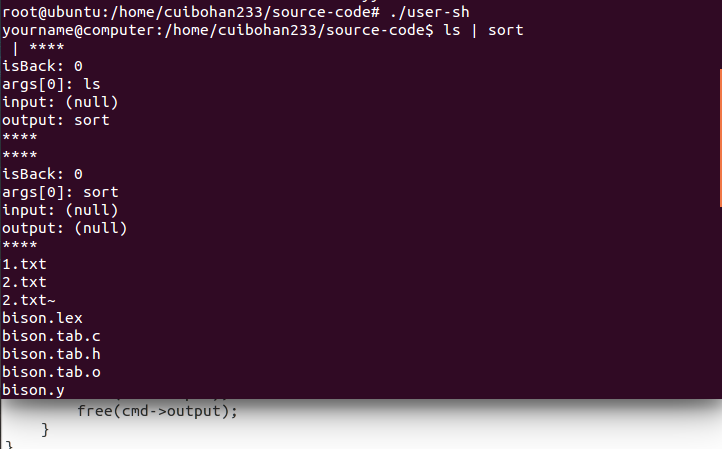 root@ubuntu:/home/cuibohan233/source-code# ./user-sh
yourname@computer:/home/cuibohan233/source-code$ ls | sort
 | ****
isBack: 0
args[0]: ls
input: (null)
output: sort
****
****
isBack: 0
args[0]: sort
input: (null)
output: (null)
****
1.txt
2.txt
2.txt~
bison.lex
bison.tab.c
bison.tab.h
bison.tab.o
bison.y
free(cmd->output);
}
}